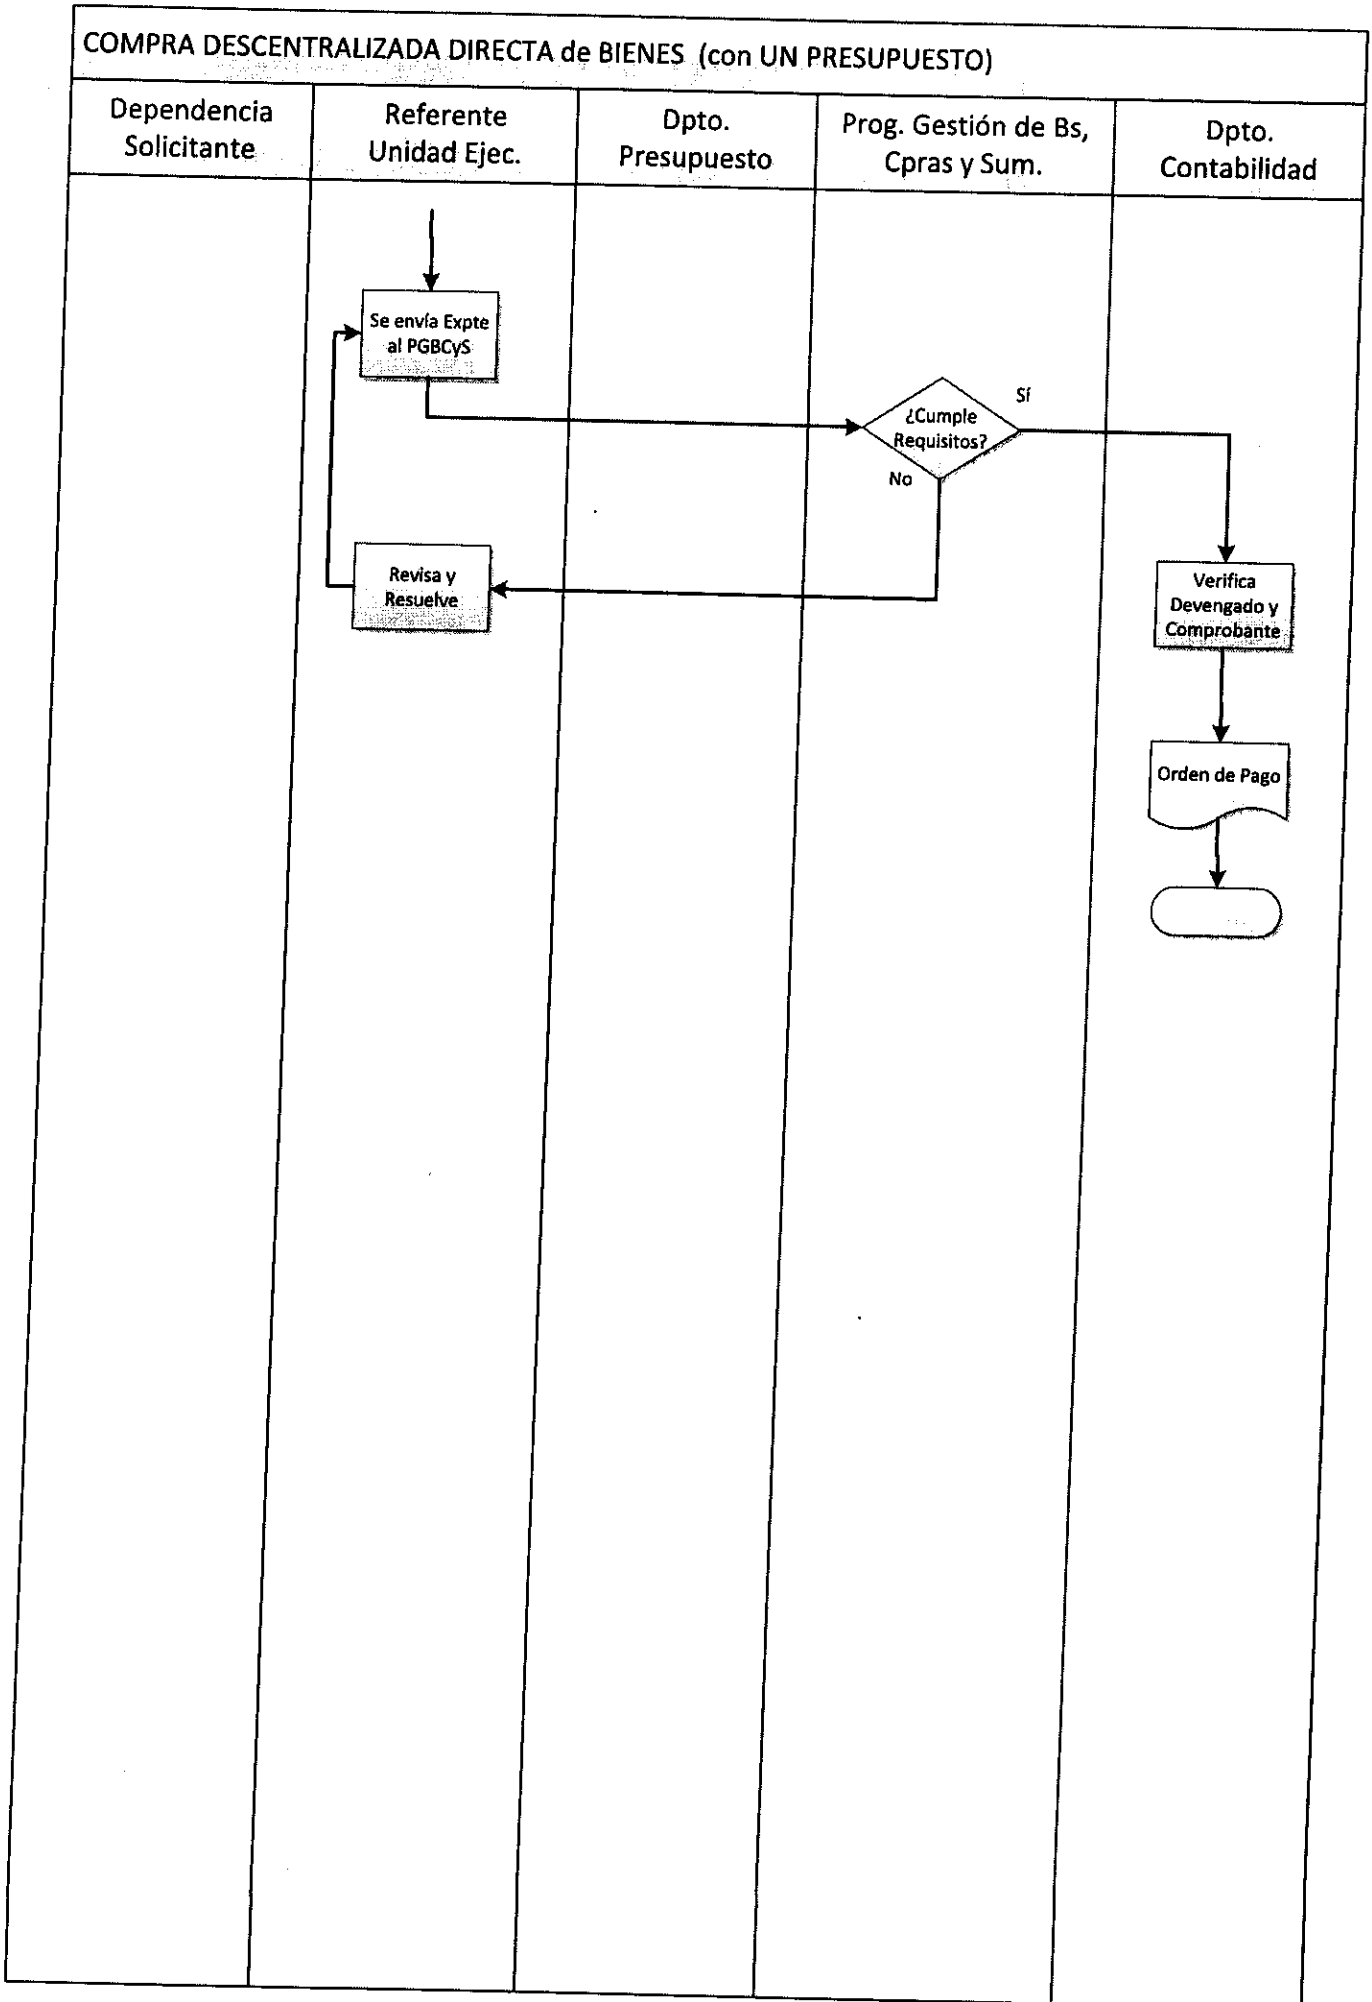 COMPRA DESCENTRALIZADA DIRECTA de BIENES (con UN PRESUPUESTO)
Dependencia
Solicitante
Referente
Unidad Ejec.
Dpto.
Presupuesto
Prog. Gestión de Bs,
Cpras y Sum.
Dpto.
Contabilidad
Se envía Expte
al PGBCyS
¿Cumple
Requisitos?
Sí
No
Revisa y
Resuelve
Verifica
Devengado y
Comprobante
Orden de Pago